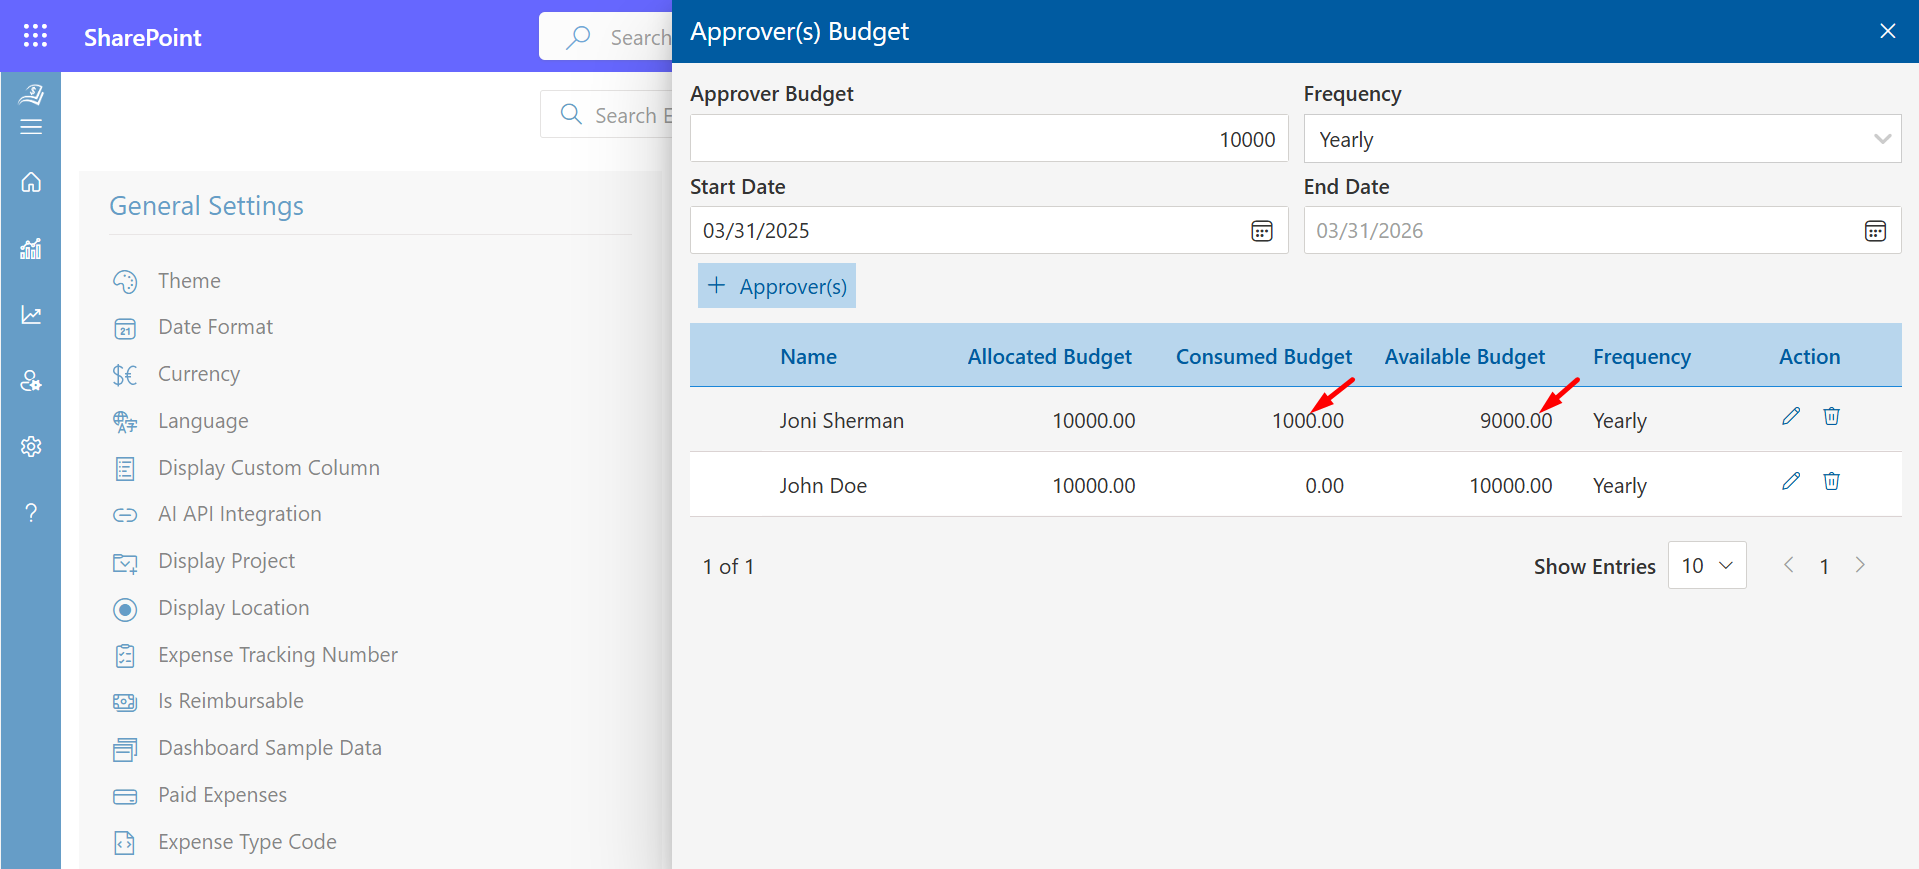 SharePoint
Search
Search E
General Settings
Theme
21
Date Format
$€
Currency
Language
Display Custom Column
AI API Integration
Display Project
Display Location
Expense Tracking Number
Is Reimbursable
Dashboard Sample Data
Paid Expenses
Expense Type Code
Approver(s) Budget
Approver Budget
Frequency
10000
Yearly
Start Date
End Date
03/31/2025
03/31/2026
+ Approver(s)
Name Allocated Budget Consumed Budget Available Budget Frequency Action
Joni Sherman 10000.00 1000.00 9000.00 Yearly
John Doe 10000.00 0.00 10000.00 Yearly
1 of 1
Show Entries 10 < 1 >